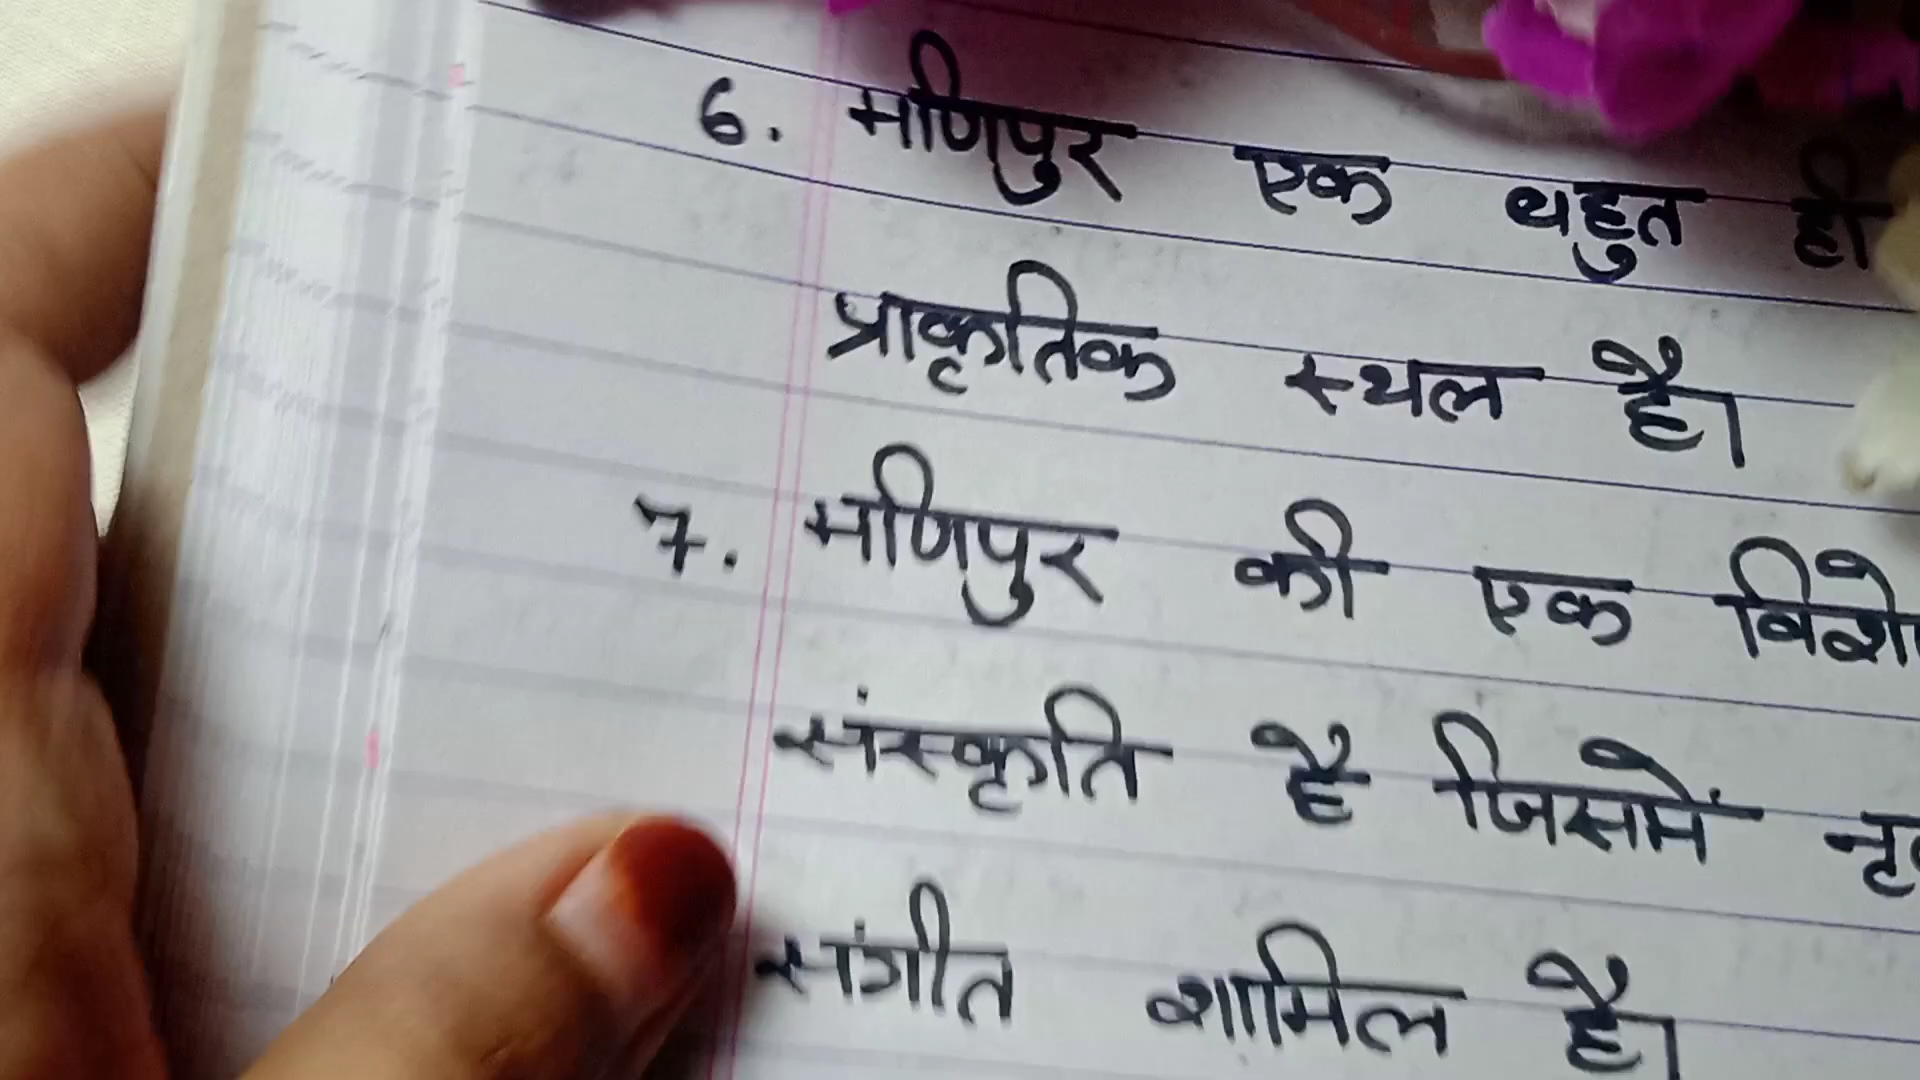 6. मणिपुर एक बहुत ही
प्राकृतिक स्थल है।
7. मणिपुर की एक
संस्कृति है जिसमें
संगीत शामिल है।